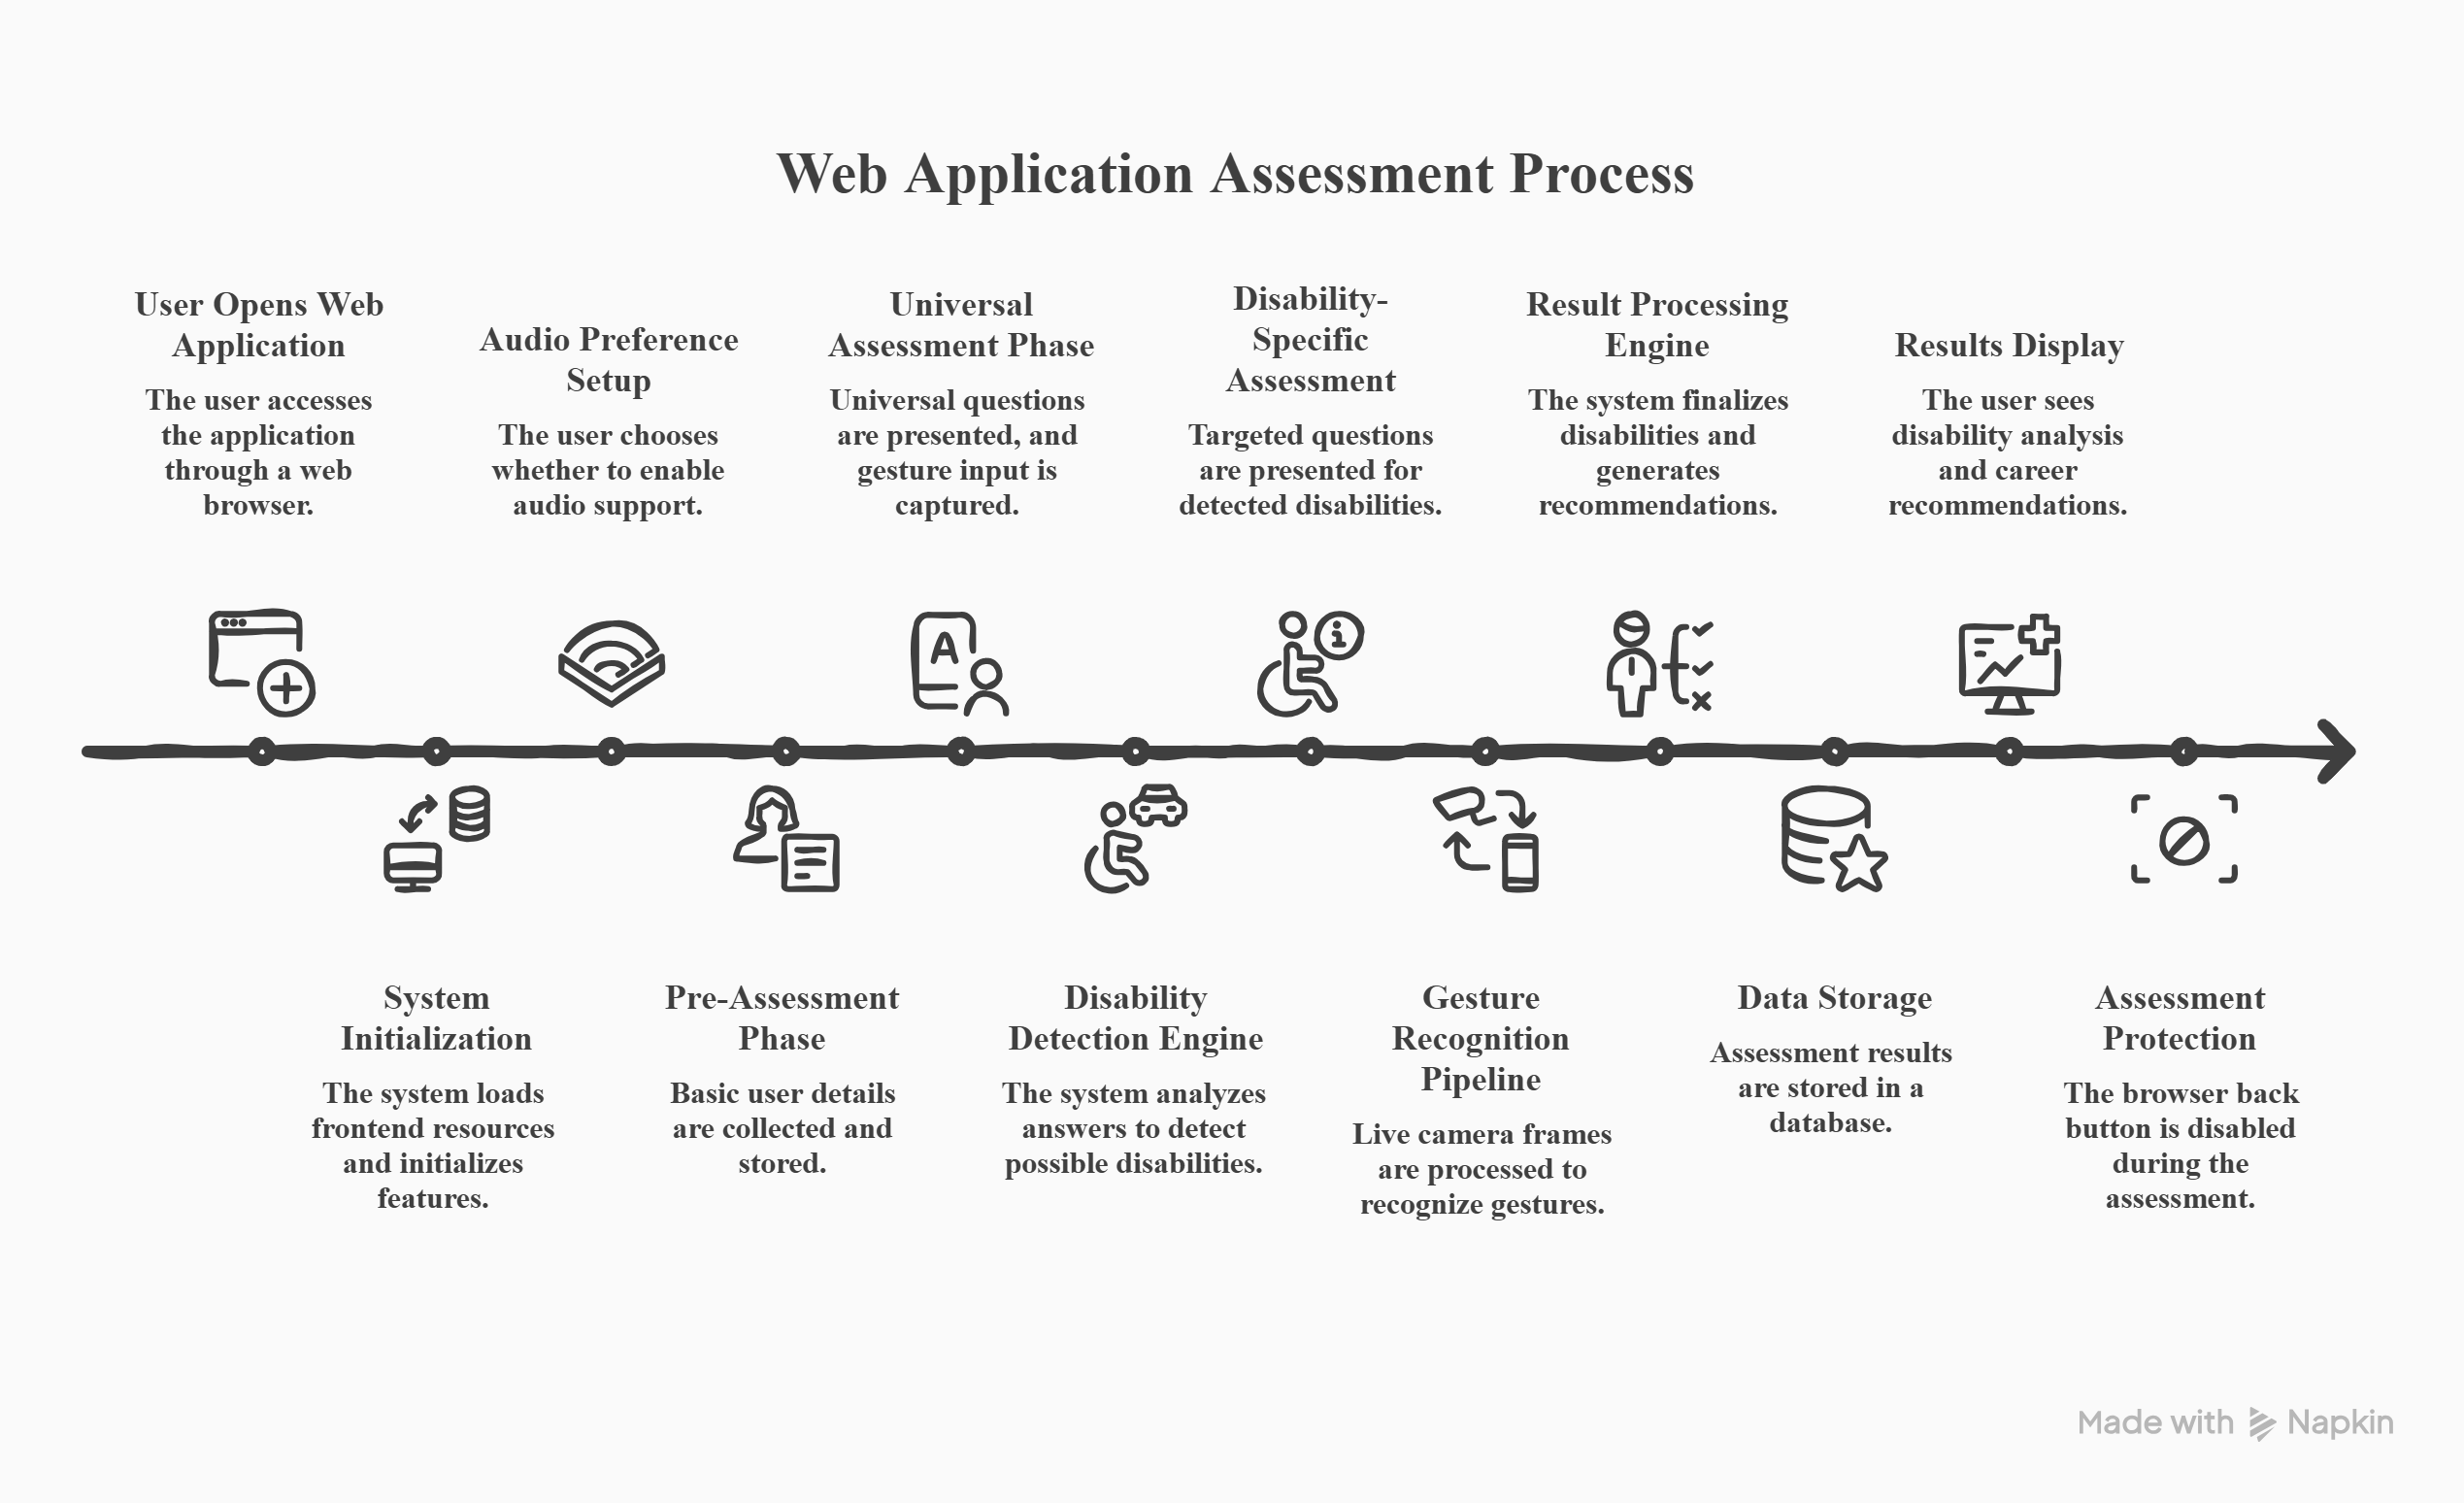 Web Application Assessment Process
User Opens Web
Application
The user accesses
the application
through a web
browser.
Audio Preference
Setup
The user chooses
whether to enable
audio support.
Universal
Assessment Phase
Universal questions
are presented, and
gesture input is
captured.
Disability-
Specific
Assessment
Targeted questions
are presented for
detected disabilities.
Result Processing
Engine
The system finalizes
disabilities and
generates
recommendations.
Results Display
The user sees
disability analysis
and career
recommendations.
A
i
System
Initialization
The system loads
frontend resources
and initializes
features.
Pre-Assessment
Phase
Basic user details
are collected and
stored.
Disability
Detection Engine
The system analyzes
answers to detect
possible disabilities.
Gesture
Recognition
Pipeline
Live camera frames
are processed to
recognize gestures.
Data Storage
Assessment results
are stored in a
database.
Assessment
Protection
The browser back
button is disabled
during the
assessment.
Made with Napkin